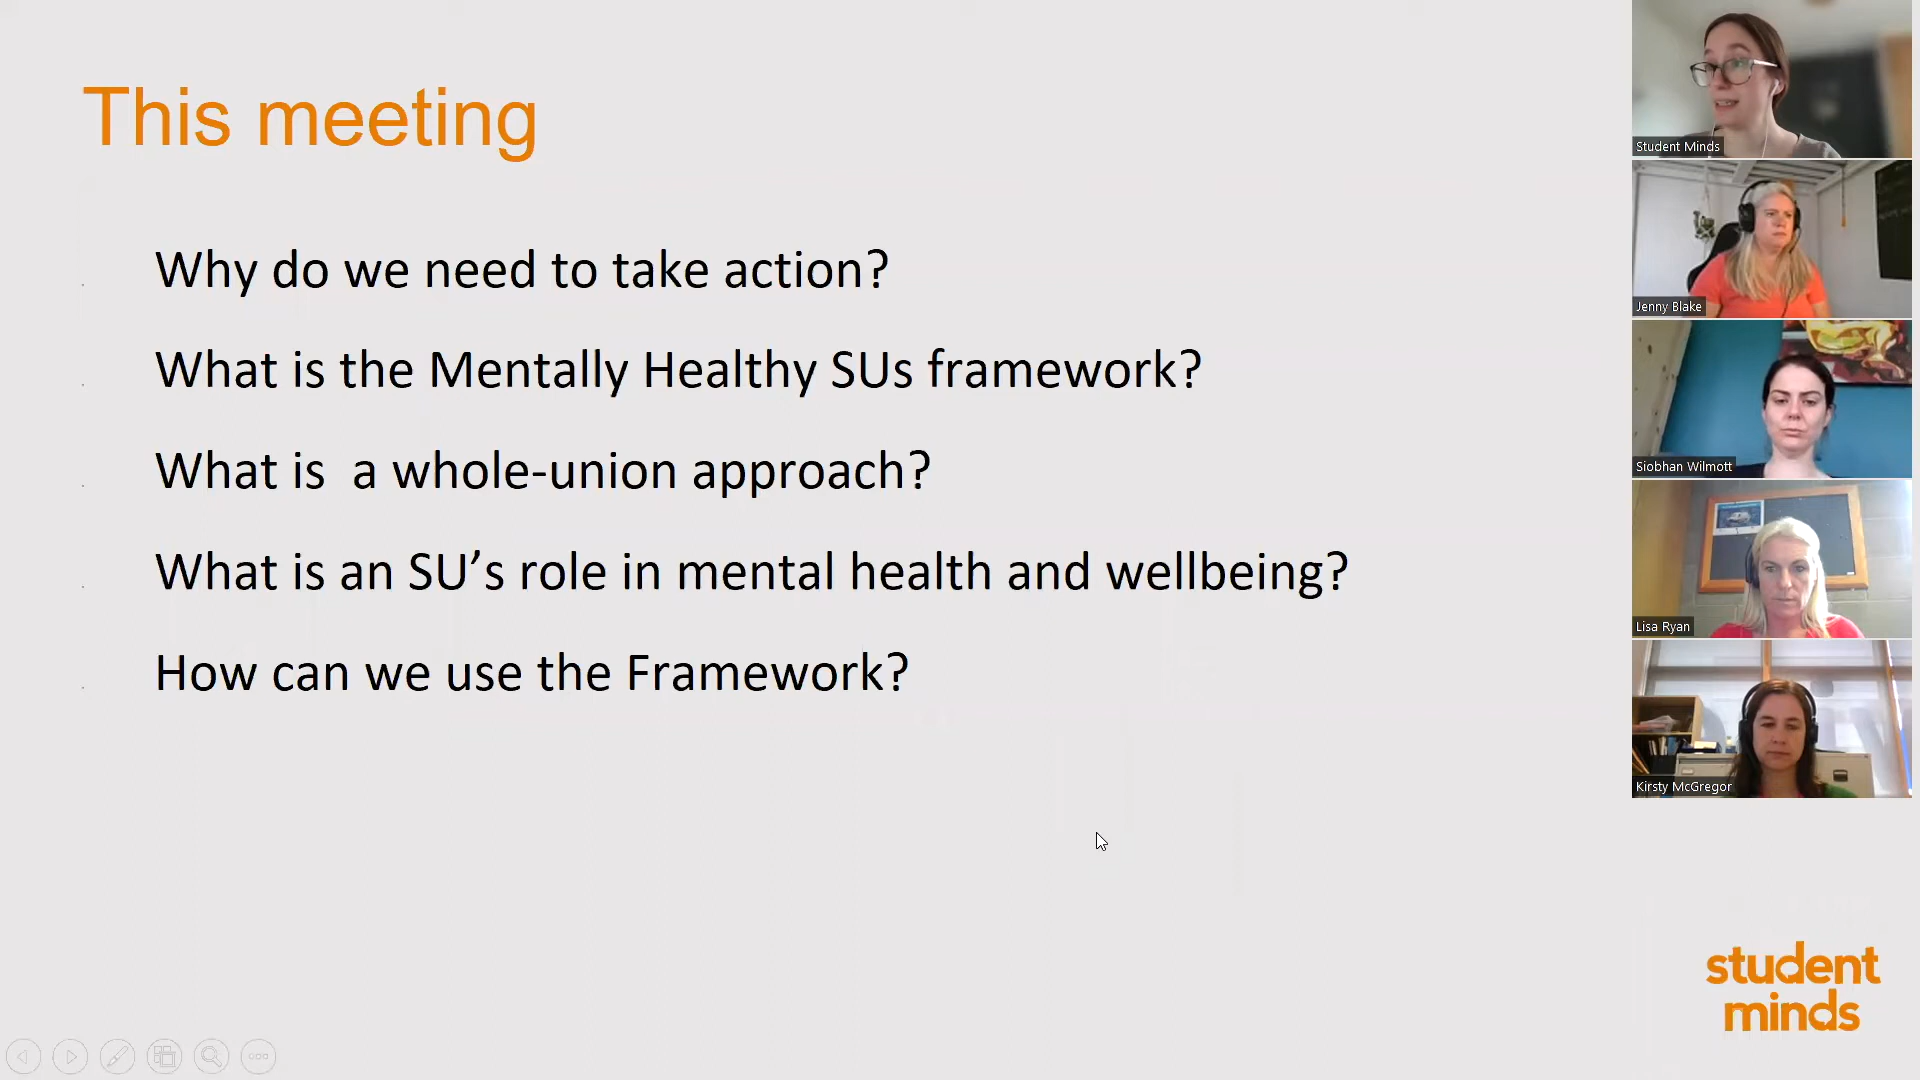 This meeting
Why do we need to take action?
What is the Mentally Healthy SUs framework?
What is  a whole-union approach?
What is an SU’s role in mental health and wellbeing?
How can we use the Framework?
Student Minds
Jenny Blake
Siobhan Wilmott
Lisa Ryan
Kirsty McGregor
student
minds